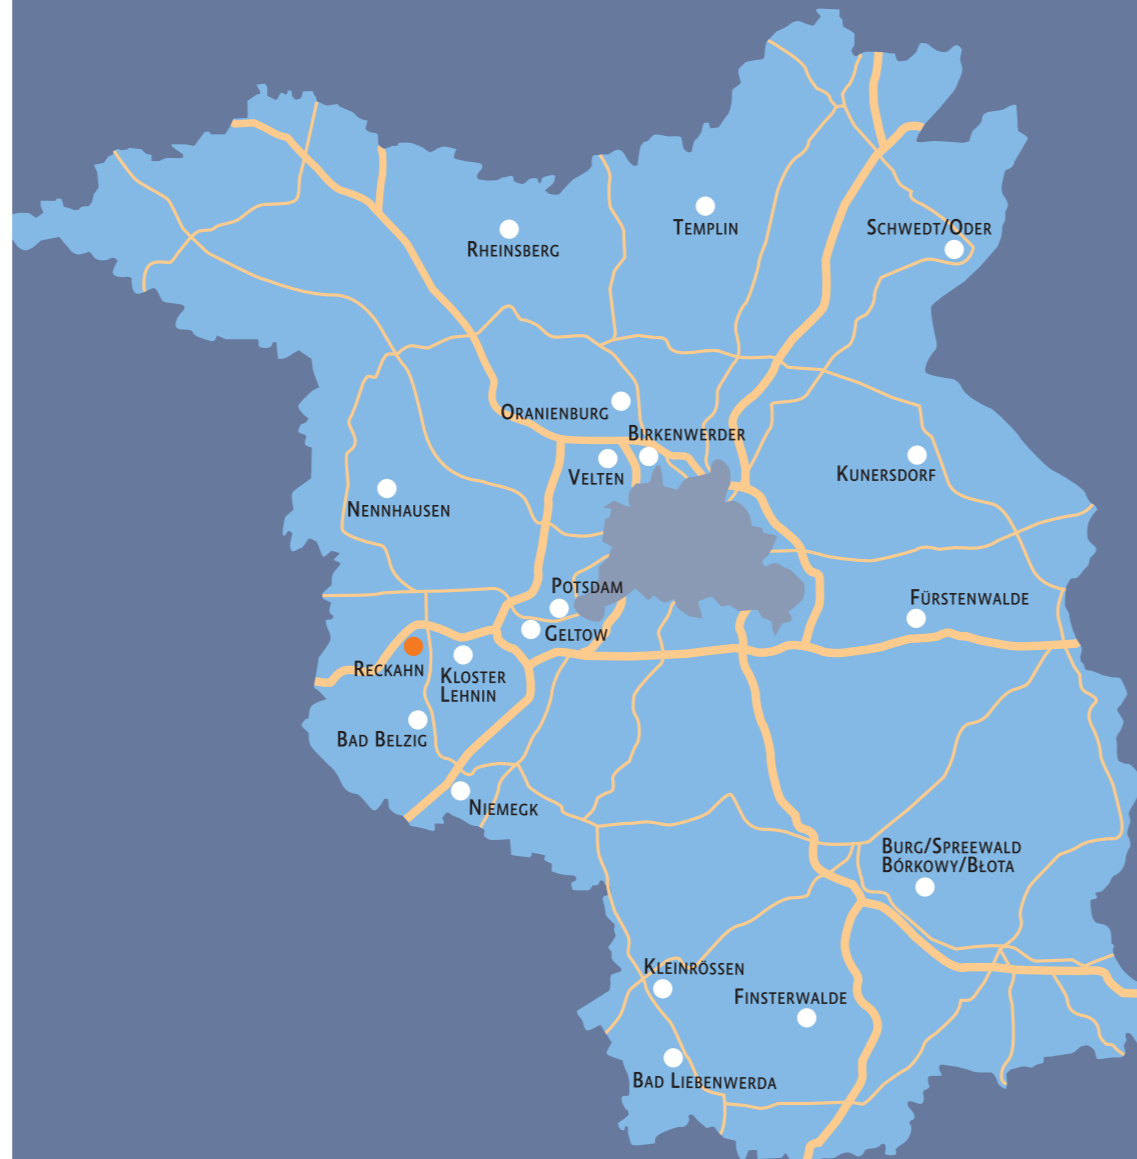 Templin
Schwedt/Oder
Rheinsberg
Oranienburg
Birkenwerder
Velten
Kunersdorf
Nennhausen
Potsdam
Fürstenwalde
Geltow
Reckahn
Kloster
Lehnin
Bad Belzig
Niemegk
Burg/Spreewald
Bórkowy/Błota
Kleinrössen
Finsterwalde
Bad Liebenwerda